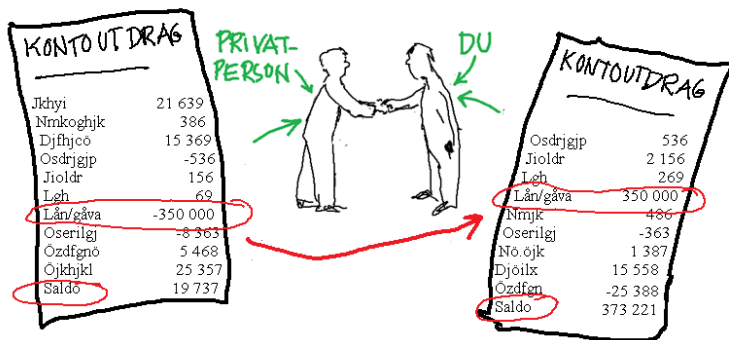 KONTOUTDRAG
Jkhyi 21 639
Nmkoghjk 386
Djfhjcö 15 369
Osdrjgjp -536
Jioldr 156
Lgh 69
Lån/gåva -350 000
Oserilgj -8 363
Özdfgnö 5 468
Öjkhjkl 25 357
Saldo 19 737
PRIVAT-
PERSON
DU
KONTOUTDRAG
Osdrjgjp 536
Jioldr 2 156
Lgh 269
Lån/gåva 350 000
Nmjk 486
Oserilgj -363
Nö.öjk 1 387
Djöilx 15 558
Özdfgn -25 388
Saldo 373 221